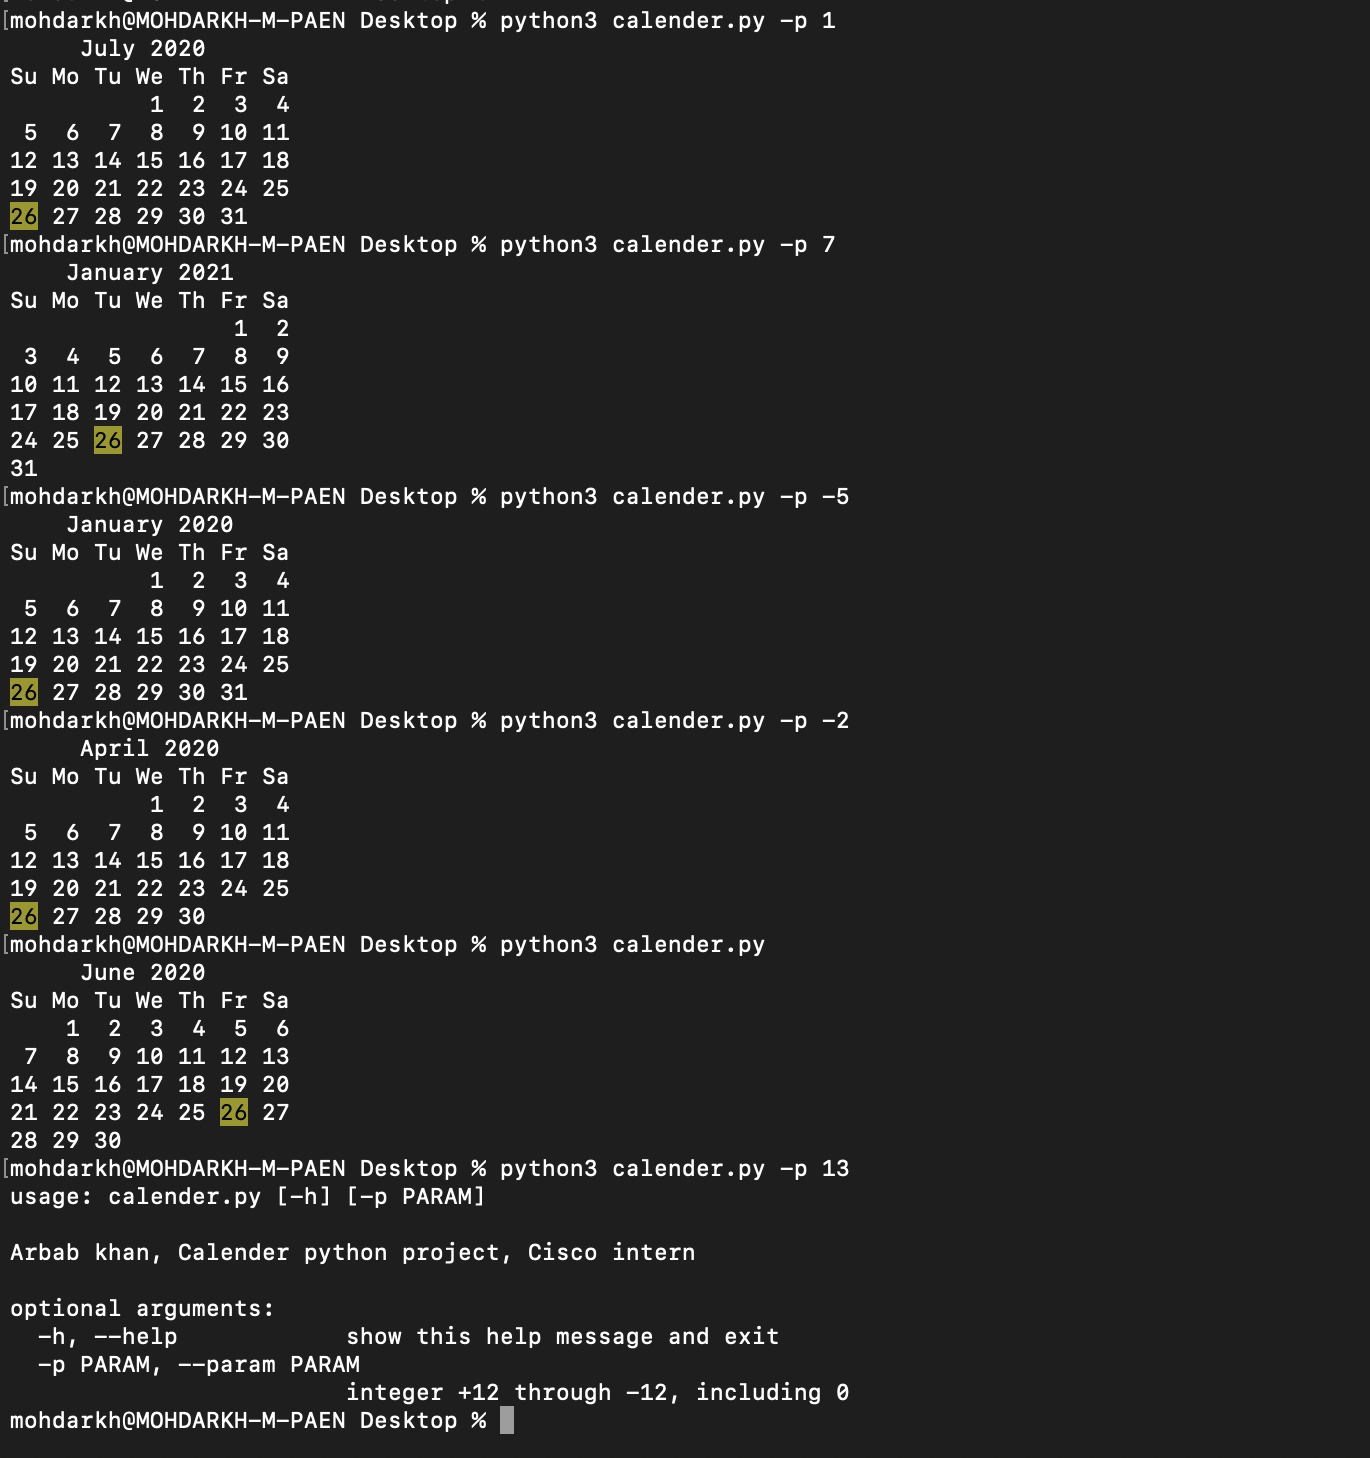 [mohdarkh@MOHDARKH-M-PAEN Desktop % python3 calender.py -p 1
     July 2020
Su Mo Tu We Th Fr Sa
          1  2  3  4
 5  6  7  8  9 10 11
12 13 14 15 16 17 18
19 20 21 22 23 24 25
26 27 28 29 30 31
[mohdarkh@MOHDARKH-M-PAEN Desktop % python3 calender.py -p 7
    January 2021
Su Mo Tu We Th Fr Sa
                1  2
 3  4  5  6  7  8  9
10 11 12 13 14 15 16
17 18 19 20 21 22 23
24 25 26 27 28 29 30
31
[mohdarkh@MOHDARKH-M-PAEN Desktop % python3 calender.py -p -5
    January 2020
Su Mo Tu We Th Fr Sa
          1  2  3  4
 5  6  7  8  9 10 11
12 13 14 15 16 17 18
19 20 21 22 23 24 25
26 27 28 29 30 31
[mohdarkh@MOHDARKH-M-PAEN Desktop % python3 calender.py -p -2
     April 2020
Su Mo Tu We Th Fr Sa
          1  2  3  4
 5  6  7  8  9 10 11
12 13 14 15 16 17 18
19 20 21 22 23 24 25
26 27 28 29 30
[mohdarkh@MOHDARKH-M-PAEN Desktop % python3 calender.py
     June 2020
Su Mo Tu We Th Fr Sa
    1  2  3  4  5  6
 7  8  9 10 11 12 13
14 15 16 17 18 19 20
21 22 23 24 25 26 27
28 29 30
[mohdarkh@MOHDARKH-M-PAEN Desktop % python3 calender.py -p 13
usage: calender.py [-h] [-p PARAM]

Arbab khan, Calender python project, Cisco intern

optional arguments:
  -h, --help            show this help message and exit
  -p PARAM, --param PARAM
                        integer +12 through -12, including 0
mohdarkh@MOHDARKH-M-PAEN Desktop %